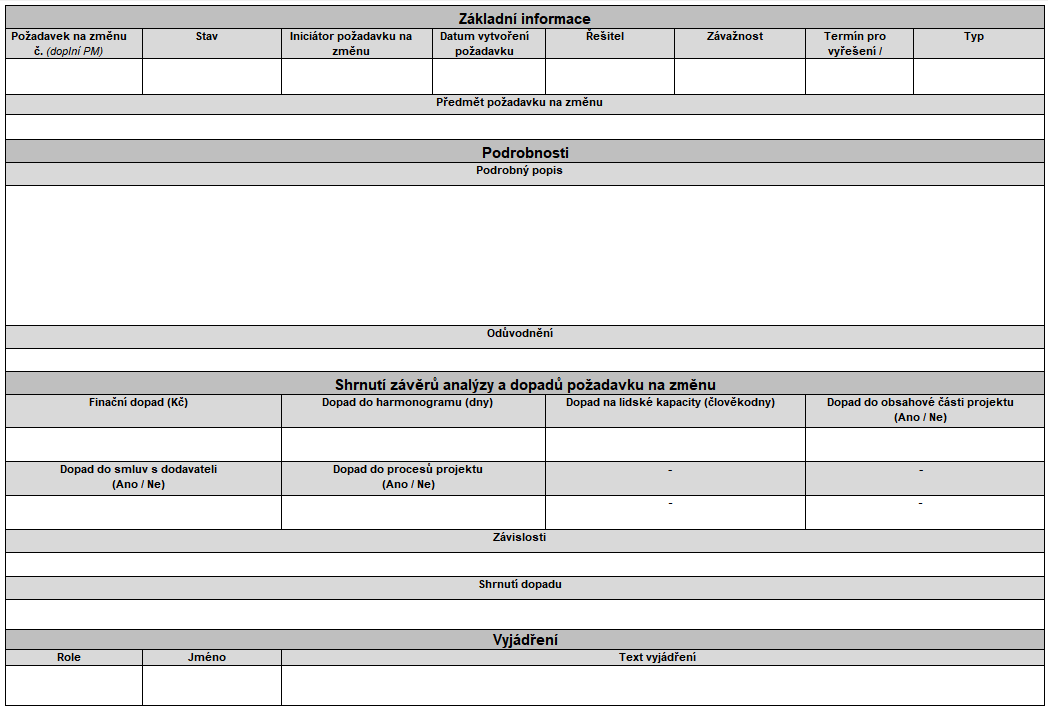 Základní informace
Požadavek na změnu č. (doplní PM)
Stav
Iniciátor požadavku na změnu
Datum vytvoření požadavku
Řešitel
Závažnost
Termín pro vyřešení /
Typ
Předmět požadavku na změnu
Podrobnosti
Podrobný popis
Odůvodnění
Shrnutí závěrů analýzy a dopadů požadavku na změnu
Finační dopad (Kč)
Dopad do harmonogramu (dny)
Dopad na lidské kapacity (člověkodny)
Dopad do obsahové části projektu
(Ano / Ne)
Dopad do smluv s dodavateli
(Ano / Ne)
Dopad do procesů projektu
(Ano / Ne)
-
-
-
-
Závislosti
Shrnutí dopadu
Vyjádření
Role
Jméno
Text vyjádření